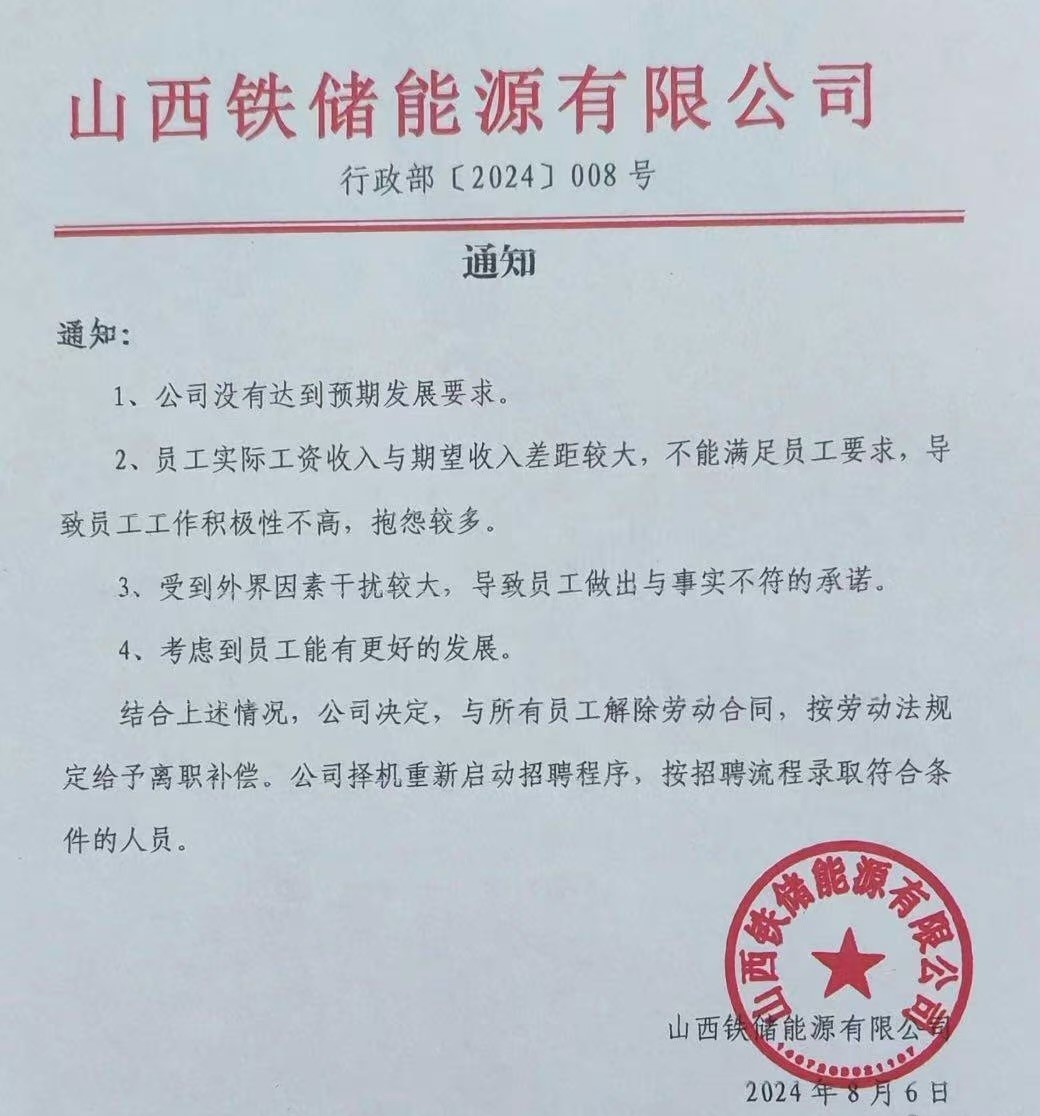 山西铁储能源有限公司
行政部〔2024〕008号
通知
通知：
1、公司没有达到预期发展要求。
2、员工实际工资收入与期望收入差距较大，不能满足员工要求，导
致员工工作积极性不高，抱怨较多。
3、受到外界因素干扰较大，导致员工做出与事实不符的承诺。
4、考虑到员工能有更好的发展。
结合上述情况，公司决定，与所有员工解除劳动合同，按劳动法规
定给予离职补偿。公司择机重新启动招聘程序，按招聘流程录取符合条
件的人员。
山西铁储能源有限公司
山西铁储能源有限公司
2024年8月6日